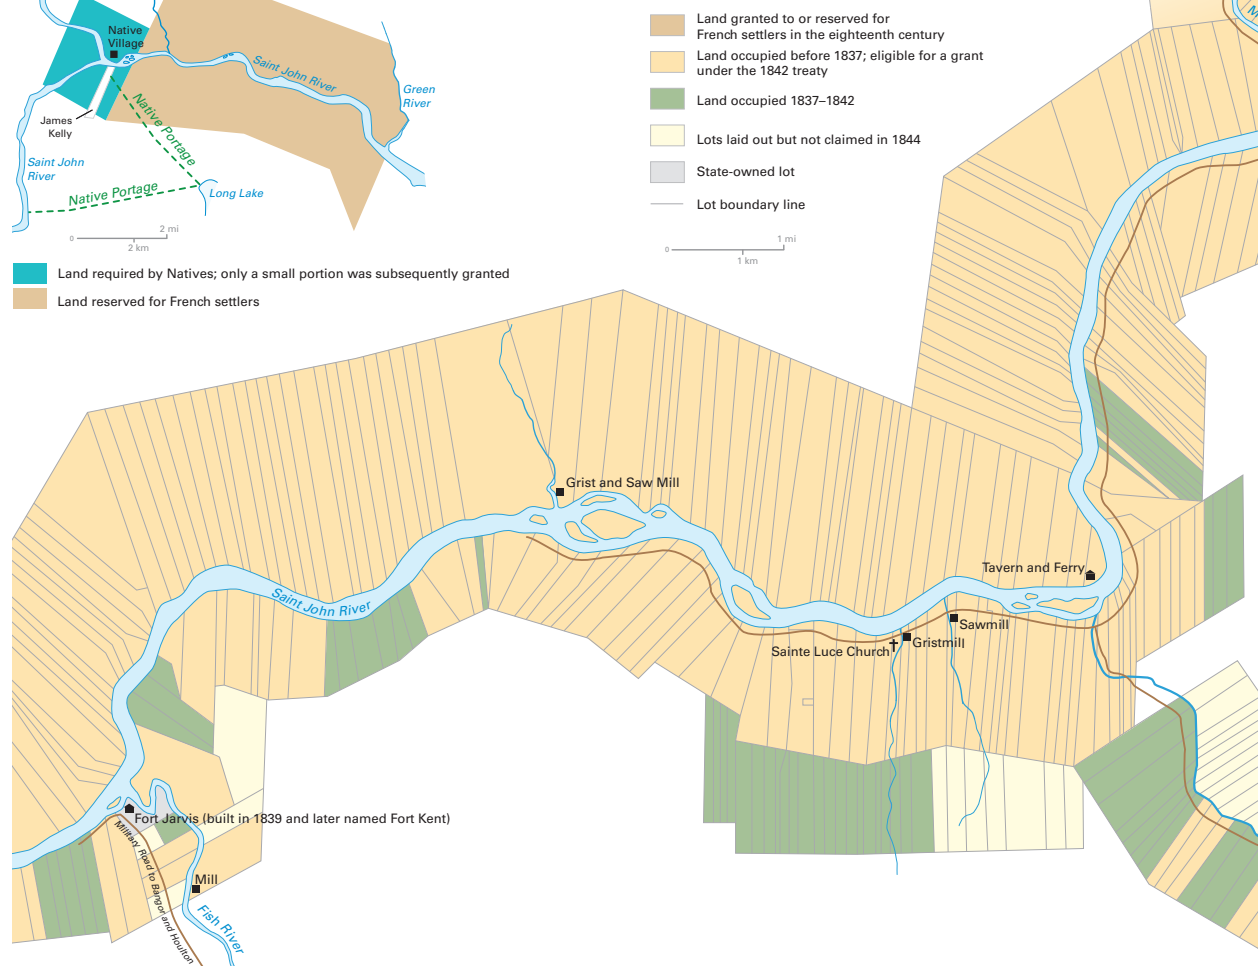 Native
Village
Saint John River
Green
River
James
Kelly
Native Portage
Saint John
River
Native Portage
Long Lake
2 mi
0
2 km
Land required by Natives; only a small portion was subsequently granted
Land reserved for French settlers
Land granted to or reserved for
French settlers in the eighteenth century
Land occupied before 1837; eligible for a grant
under the 1842 treaty
Land occupied 1837–1842
Lots laid out but not claimed in 1844
State-owned lot
Lot boundary line
1 mi
0
1 km
Grist and Saw Mill
Tavern and Ferry
Saint John River
Sawmill
Gristmill
Sainte Luce Church
Fort Jarvis (built in 1839 and later named Fort Kent)
Military Road to Bangor and Houlton
Mill
Fish River